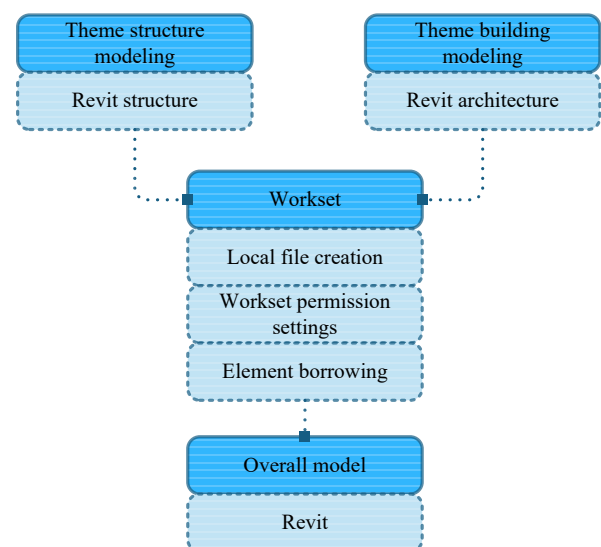 Theme structure
modeling
Revit structure
Theme building
modeling
Revit architecture
Workset
Local file creation
Workset permission
settings
Element borrowing
Overall model
Revit